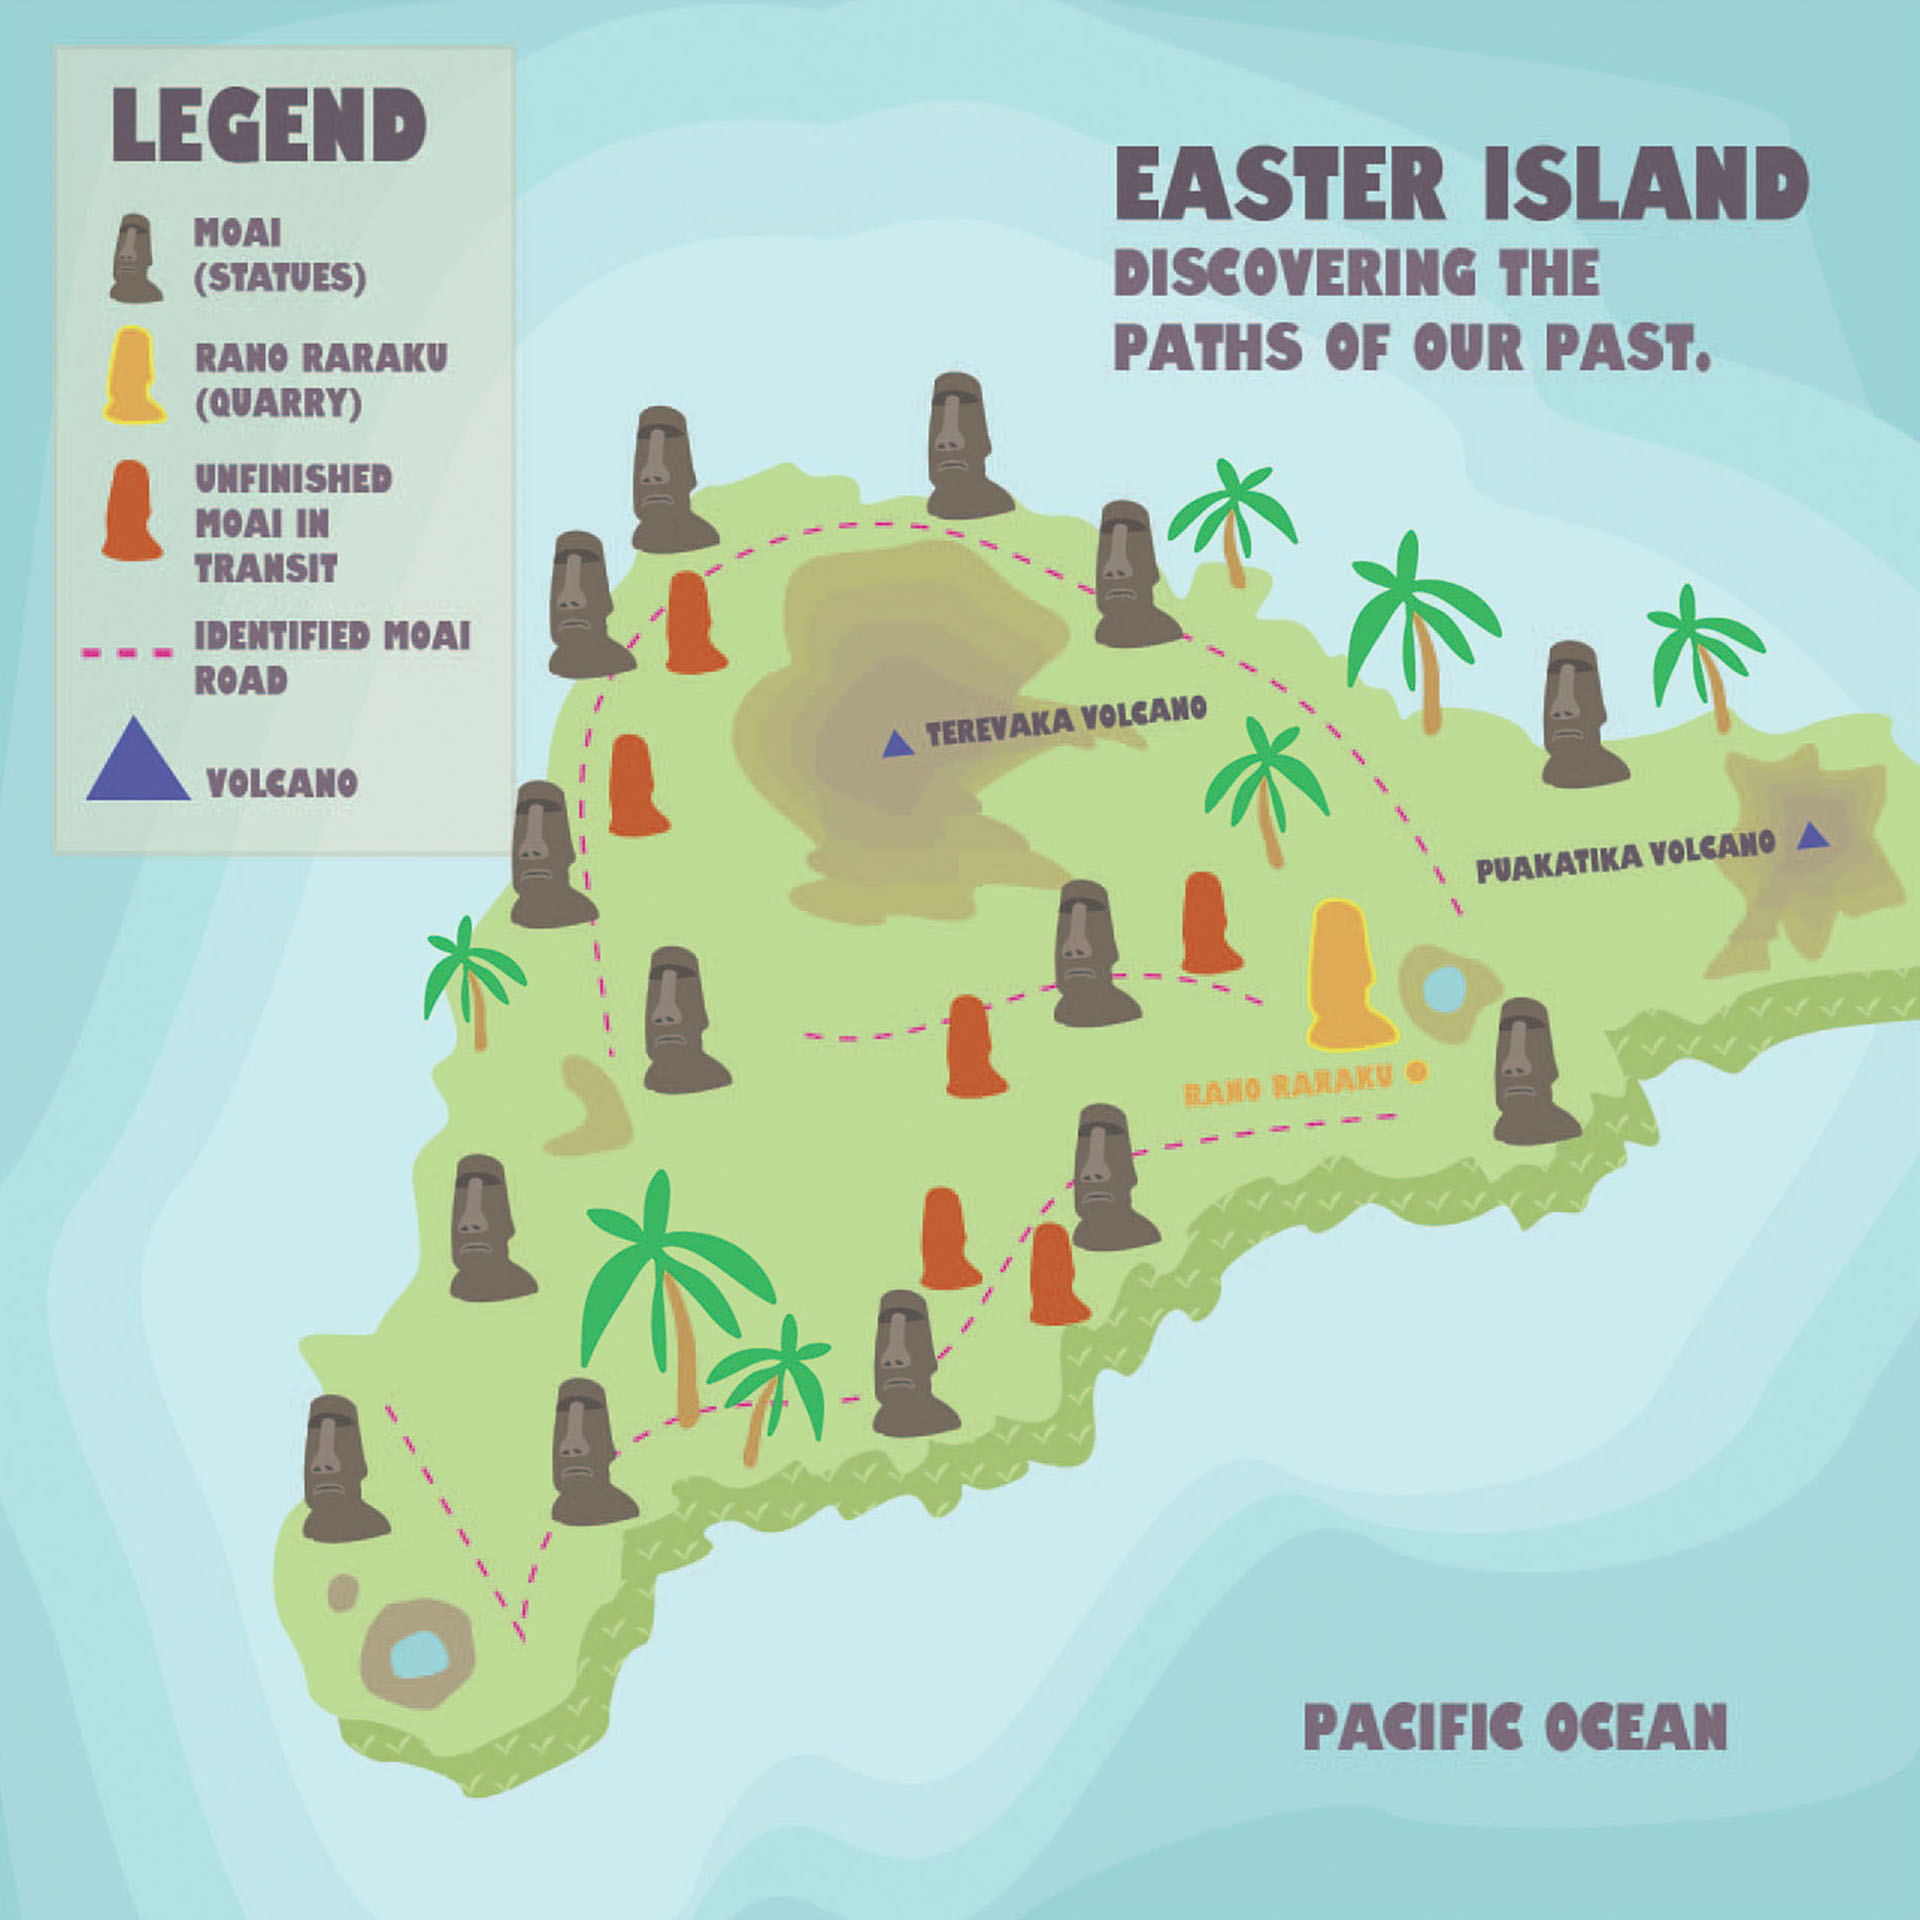 LEGEND
MOAI
(STATUES)
RANO RARAKU
(QUARRY)
UNFINISHED
MOAI IN
TRANSIT
IDENTIFIED MOAI
ROAD
VOLCANO
EASTER ISLAND
DISCOVERING THE
PATHS OF OUR PAST.
TEREVAKA VOLCANO
PUAKATIKA VOLCANO
RANO RARAKU
PACIFIC OCEAN